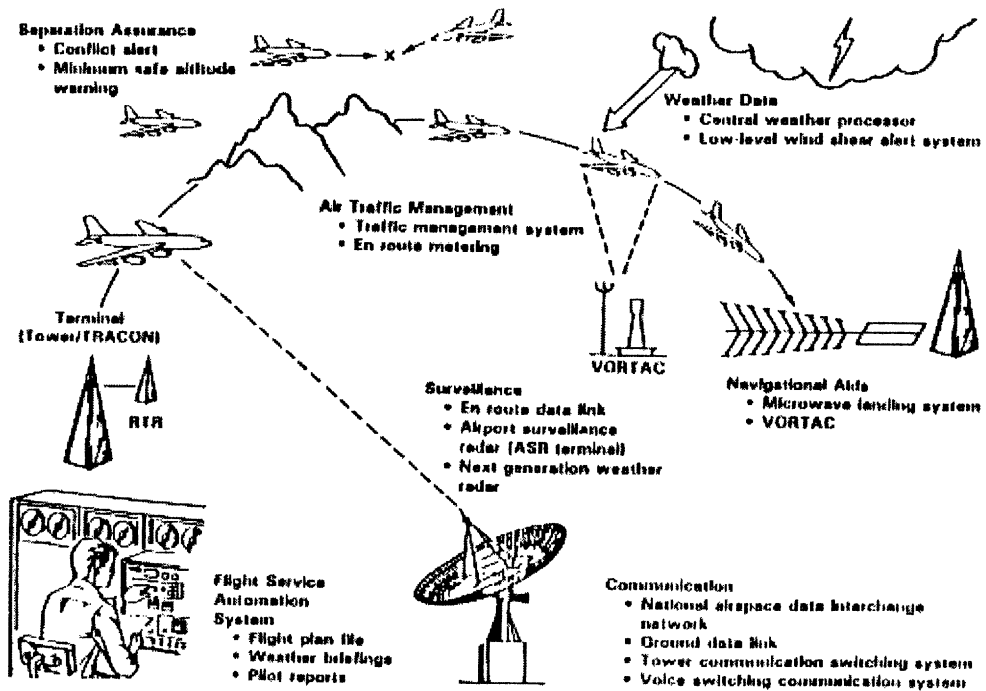 Separation Assurance
• Conflict alert
• Minimum safe altitude
warning
Weather Data
• Central weather processor
• Low-level wind shear alert system
Air Traffic Management
• Traffic management system
• En route metering
Terminal
(Tower/TRACON)
RTR
VORTAC
Surveillance
• En route data link
• Airport surveillance
radar (ASR terminal)
• Next generation weather
radar
Navigational Aids
• Microwave landing system
• VORTAC
Flight Service
Automation
System
• Flight plan file
• Weather briefings
• Pilot reports
Communication
• National airspace data interchange
network
• Ground data link
• Tower communication switching system
• Voice switching communication system